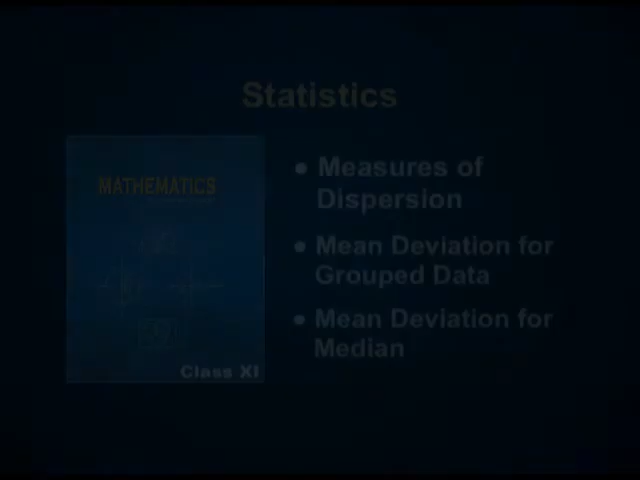 Statistics
MATHEMATICS
Class XI
● Measures of
Dispersion
● Mean Deviation for
Grouped Data
● Mean Deviation for
Median